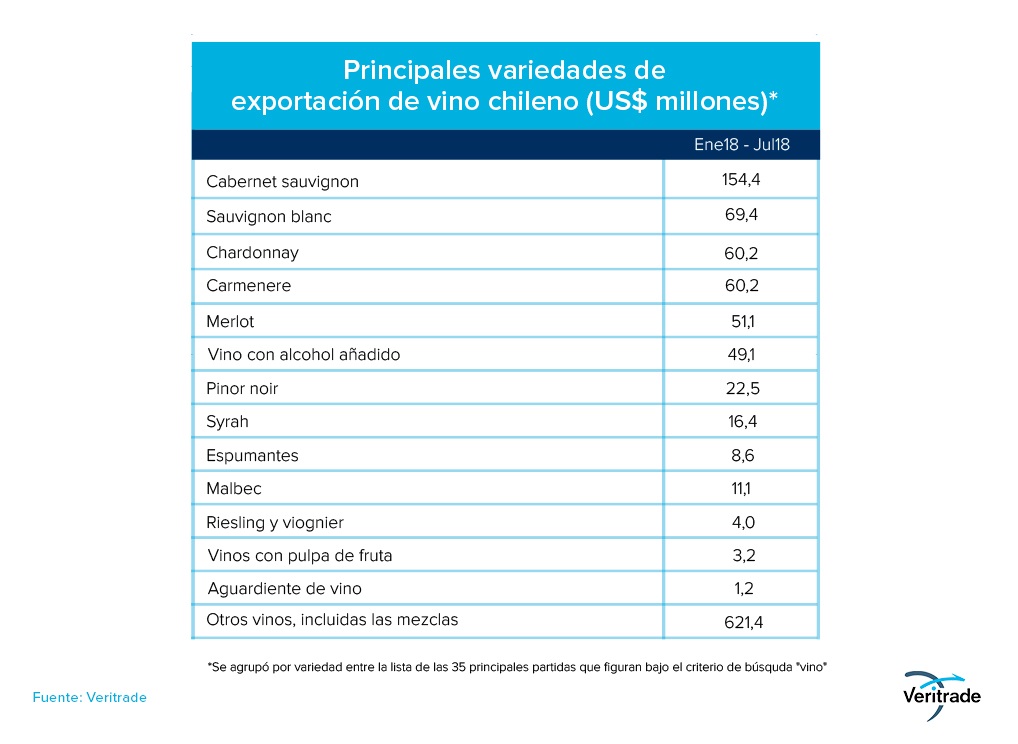 Principales variedades de
exportación de vino chileno (US$ millones)*
Ene18 - Jul18
Cabernet sauvignon 154,4
Sauvignon blanc 69,4
Chardonnay 60,2
Carmenere 60,2
Merlot 51,1
Vino con alcohol añadido 49,1
Pinor noir 22,5
Syrah 16,4
Espumantes 8,6
Malbec 11,1
Riesling y viognier 4,0
Vinos con pulpa de fruta 3,2
Aguardiente de vino 1,2
Otros vinos, incluidas las mezclas 621,4
*Se agrupó por variedad entre la lista de las 35 principales partidas que figuran bajo el criterio de búsquda "vino"
Fuente: Veritrade
Veritrade